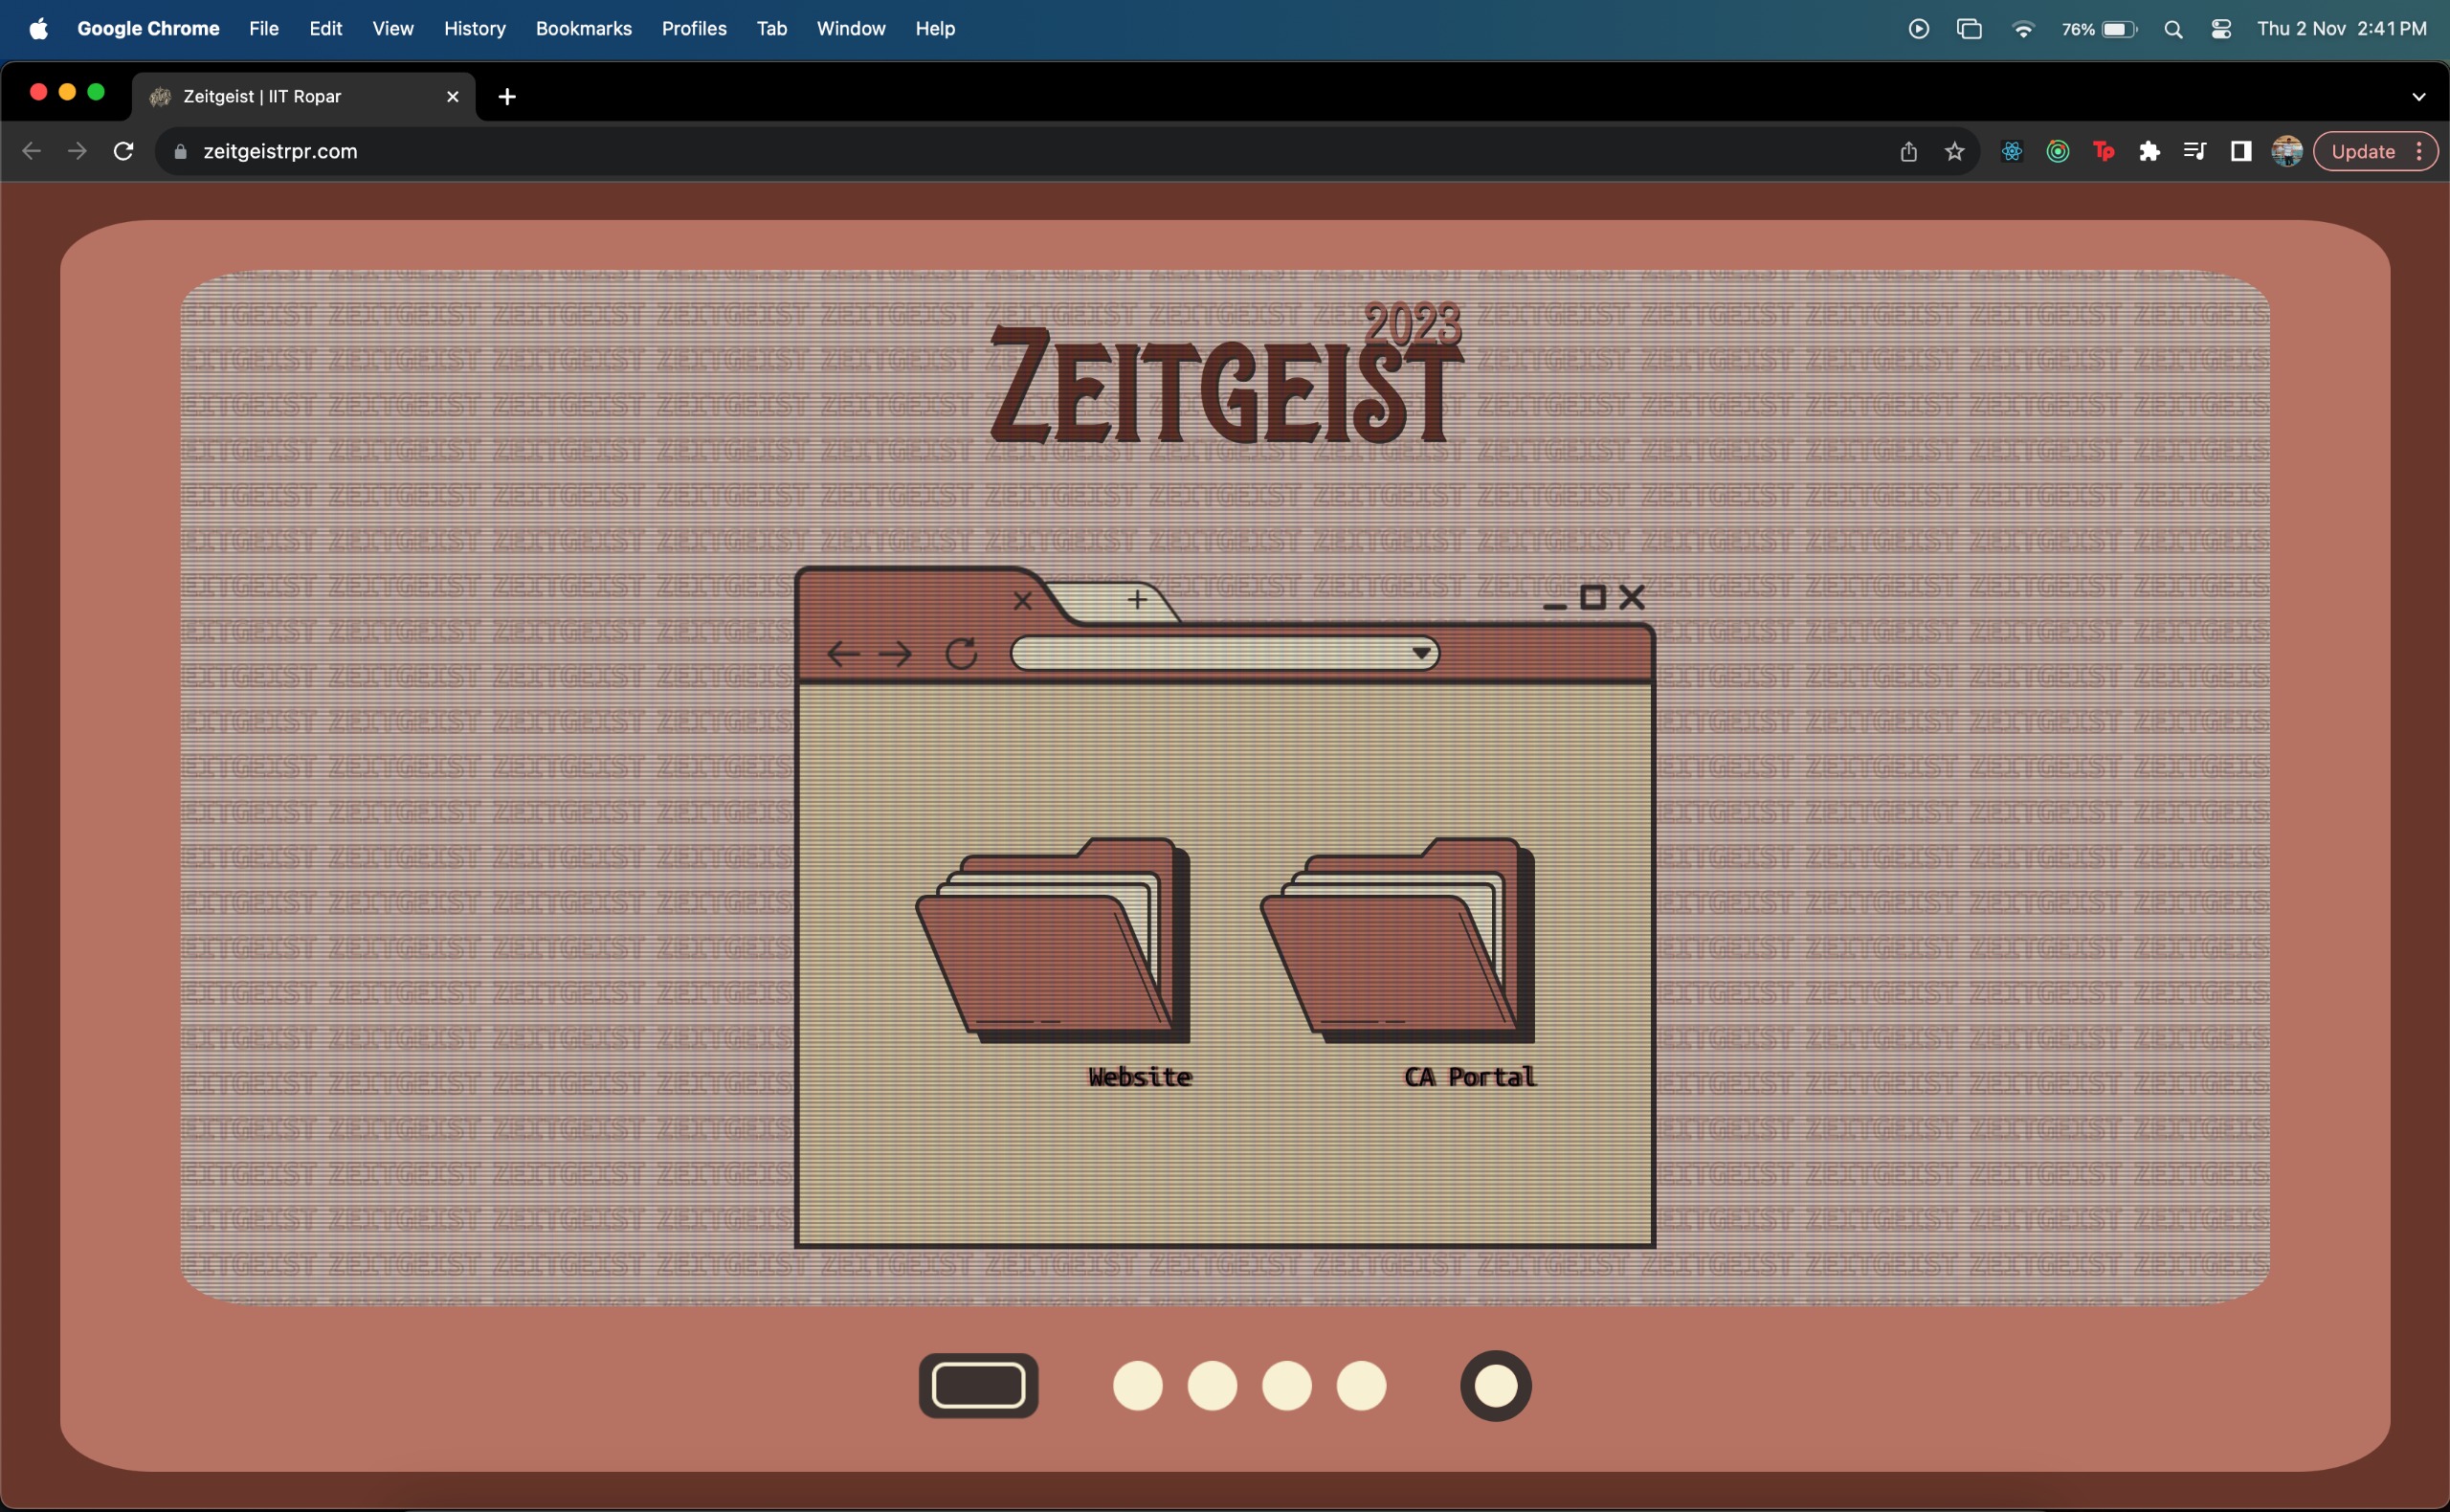 Google Chrome File Edit View History Bookmarks Profiles Tab Window Help 76% Thu 2 Nov 2:41 PM
Zeitgeist | IIT Ropar
zeitgeistrpr.com Tp Update
2023
ZEITGEIST
Website CA Portal